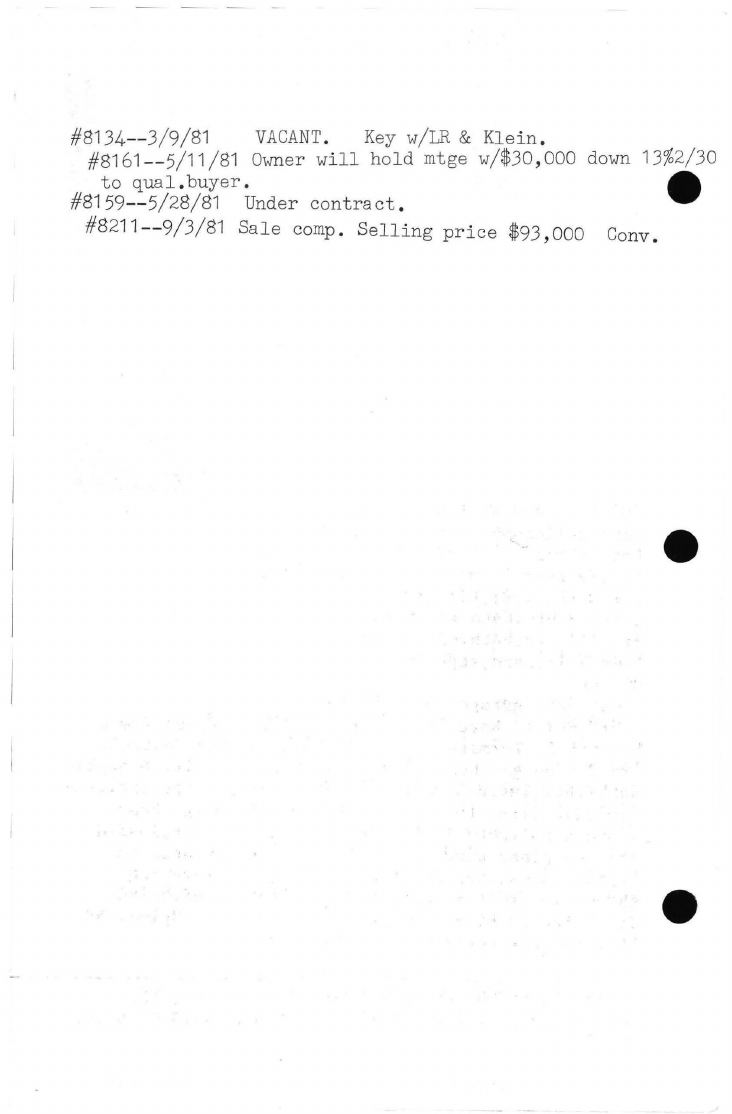 #8134--3/9/81 VACANT. Key w/LR & Klein.
#8161--5/11/81 Owner will hold mtge w/$30,000 down 13%2/30
to qual.buyer.
#8159--5/28/81 Under contract.
#8211--9/3/81 Sale comp. Selling price $93,000 Conv.